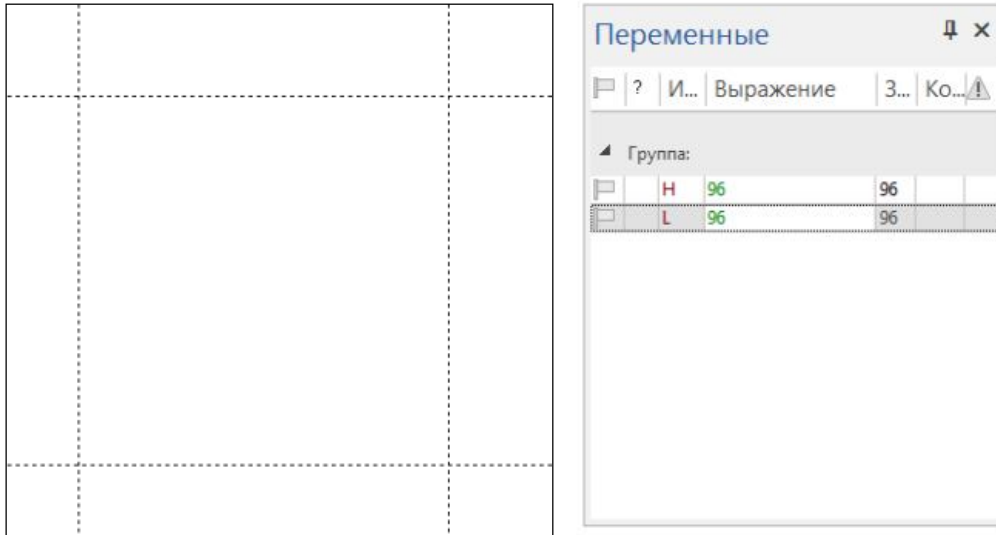 Переменные
? И... Выражение З... Ко...
Группа:
H 96 96
L 96 96